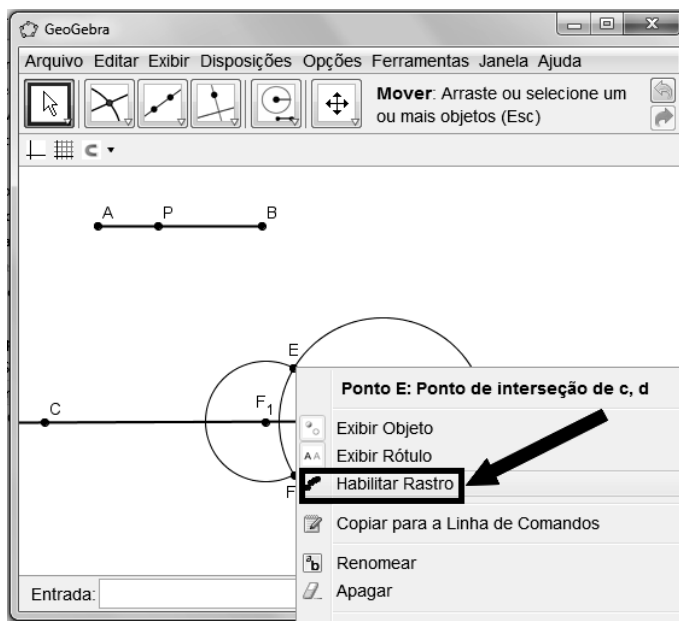 GeoGebra
Arquivo Editar Exibir Disposições Opções Ferramentas Janela Ajuda
Mover: Arraste ou selecione um
ou mais objetos (Esc)
A P B
E
C F1
F
Ponto E: Ponto de interseção de c, d
Exibir Objeto
AA Exibir Rótulo
Habilitar Rastro
Copiar para a Linha de Comandos
ab Renomear
Apagar
Entrada: